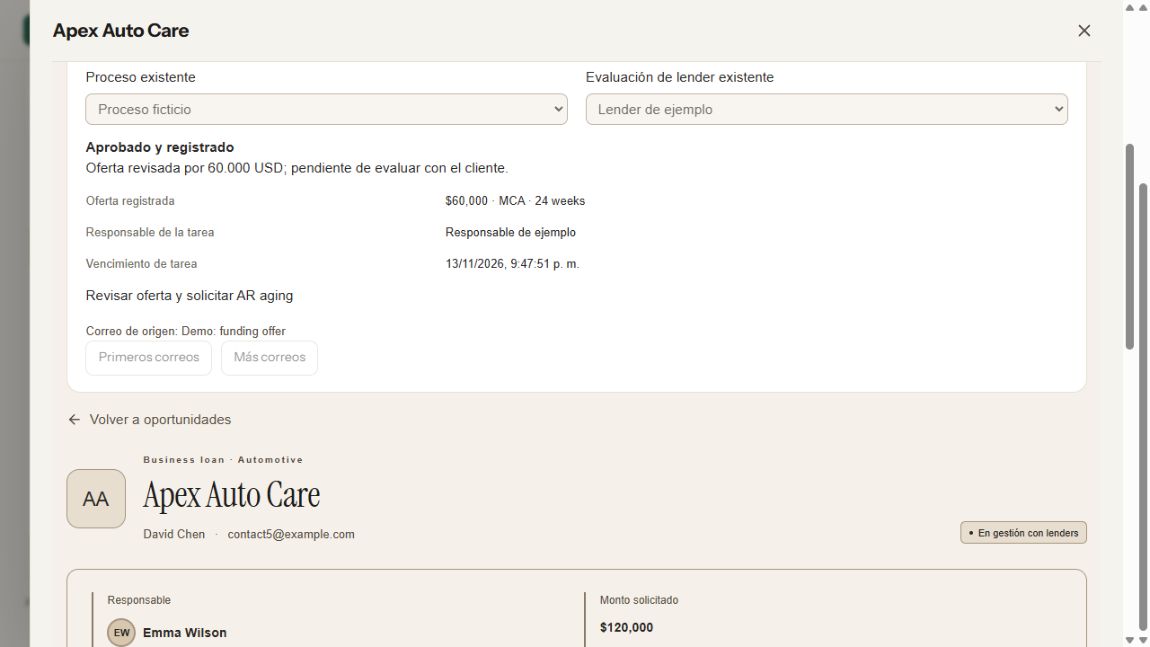 Apex Auto Care
Proceso existente
Evaluación de lender existente
Proceso ficticio
Lender de ejemplo
Aprobado y registrado
Oferta revisada por 60.000 USD; pendiente de evaluar con el cliente.
Oferta registrada
$60,000 · MCA · 24 weeks
Responsable de la tarea
Responsable de ejemplo
Vencimiento de tarea
13/11/2026, 9:47:51 p. m.
Revisar oferta y solicitar AR aging
Correo de origen: Demo: funding offer
Primeros correos
Más correos
← Volver a oportunidades
Business loan · Automotive
AA
Apex Auto Care
David Chen · contact5@example.com
• En gestión con lenders
Responsable
Monto solicitado
EW
Emma Wilson
$120,000